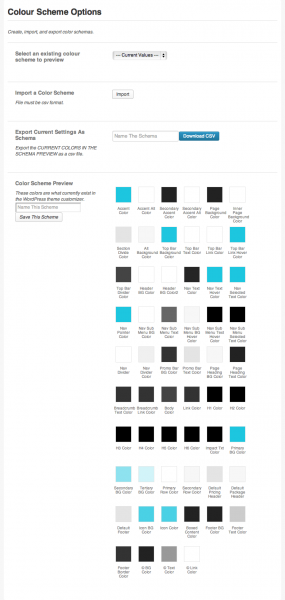 Colour Scheme Options
Create, import, and export color schemas.
Select an existing colour
scheme to preview
--- Current Values ---
Import a Color Scheme
File must be csv format.
Import
Export Current Settings As
Scheme
Export the CURRENT COLORS IN THE
SCHEMA PREVIEW as a csv file.
Name The Scheme
Download CSV
Color Scheme Preview
These colors are what currently exist in
the WordPress theme customizer.
Name This Scheme
Save This Scheme
Accent Color
Accent Alt Color
Secondary Accent Color
Secondary Accent Alt Color
Page Background Color
Inner Page Background Color
Section Divide Color
Alt Background Color
Top Bar Background Color
Top Bar Text Color
Top Bar Link Color
Top Bar Link Hover Color
Top Bar Divider Color
Header BG Color
Header BG Color2
Nav Text Color
Nav Text Hover Color
Nav Selected Text Color
Nav Pointer Color
Nav Sub Menu BG Color
Nav Sub Menu Text Color
Nav Sub Menu BG Hover Color
Nav Sub Menu Text Hover Color
Nav Sub Menu Selected Text Color
Nav Divider
Nav Divider Color
Promo Bar BG Color
Promo Bar Text Color
Page Heading BG Color
Page Heading Text Color
Breadcrumb Text Color
Breadcrumb Link Color
Body Color
Link Color
H1 Color
H2 Color
H3 Color
H4 Color
H5 Color
H6 Color
Impact Txt Color
Primary BG Color
Secondary BG Color
Tertiary BG Color
Primary Row Color
Secondary Row Color
Default Pricing Header
Default Package Header
Default Footer
Icon BG Color
Icon Color
Boxed Content Color
Footer BG Color
Footer Text Color
Footer Border Color
© BG Color
© Text Color
© Link Color